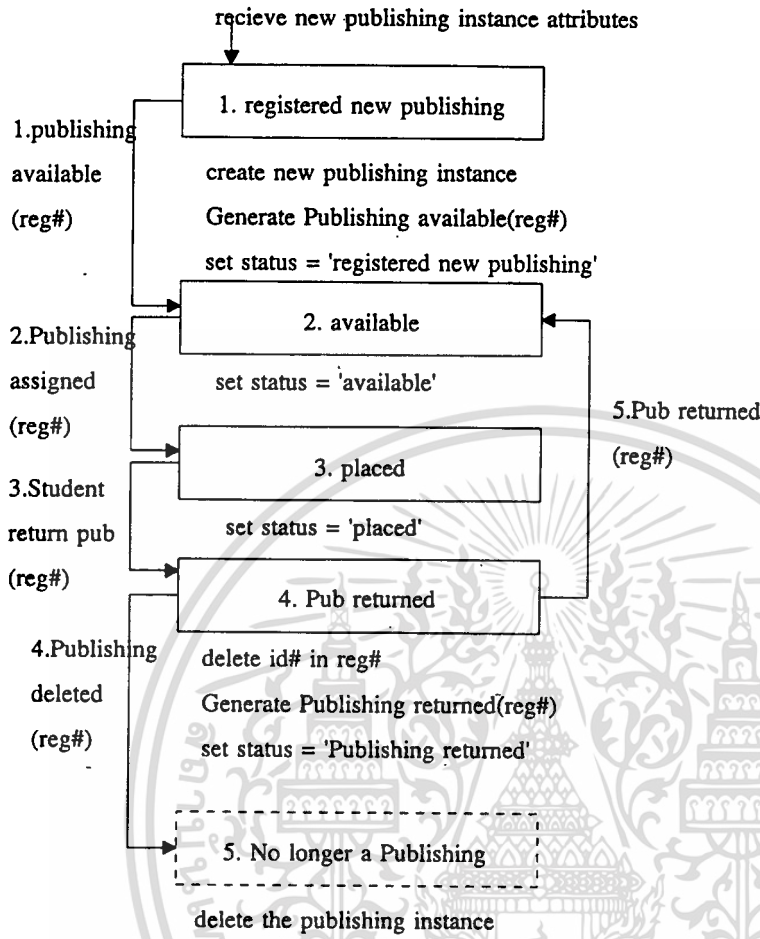 recieve new publishing instance attributes
1. registered new publishing
1.publishing
available
(reg#)
create new publishing instance
Generate Publishing available(reg#)
set status = 'registered new publishing'
2. available
2.Publishing
assigned
(reg#)
set status = 'available'
5.Pub returned
(reg#)
3. placed
3.Student
return pub
(reg#)
set status = 'placed'
4. Pub returned
4.Publishing
deleted
(reg#)
delete id# in reg#
Generate Publishing returned(reg#)
set status = 'Publishing returned'
5. No longer a Publishing
delete the publishing instance